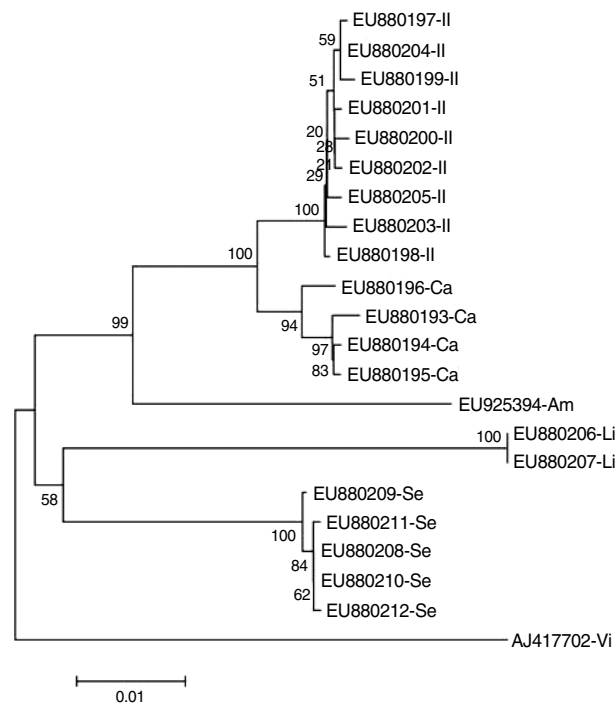 59
EU880197-II
EU880204-II
51
EU880199-II
EU880201-II
20
28
EU880200-II
21
29
EU880202-II
EU880205-II
100
EU880203-II
100
EU880198-II
EU880196-Ca
99
94
EU880193-Ca
97
EU880194-Ca
83
EU880195-Ca
EU925394-Am
100
EU880206-Li
EU880207-Li
58
EU880209-Se
100
EU880211-Se
84
EU880208-Se
EU880210-Se
62
EU880212-Se
AJ417702-Vi
0.01